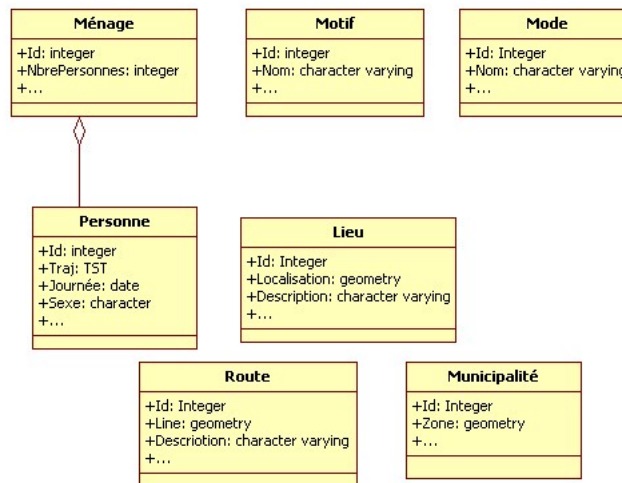 Ménage
+Id: integer
+NbrePersonnes: integer
+...
Motif
+Id: integer
+Nom: character varying
+...
Mode
+Id: Integer
+Nom: character varying
+...
Personne
+Id: integer
+Traj: TST
+Journée: date
+Sexe: character
+...
Lieu
+Id: Integer
+Localisation: geometry
+Description: character varying
+...
Route
+Id: Integer
+Line: geometry
+Descriotion: character varying
+...
Municipalité
+Id: Integer
+Zone: geometry
+...